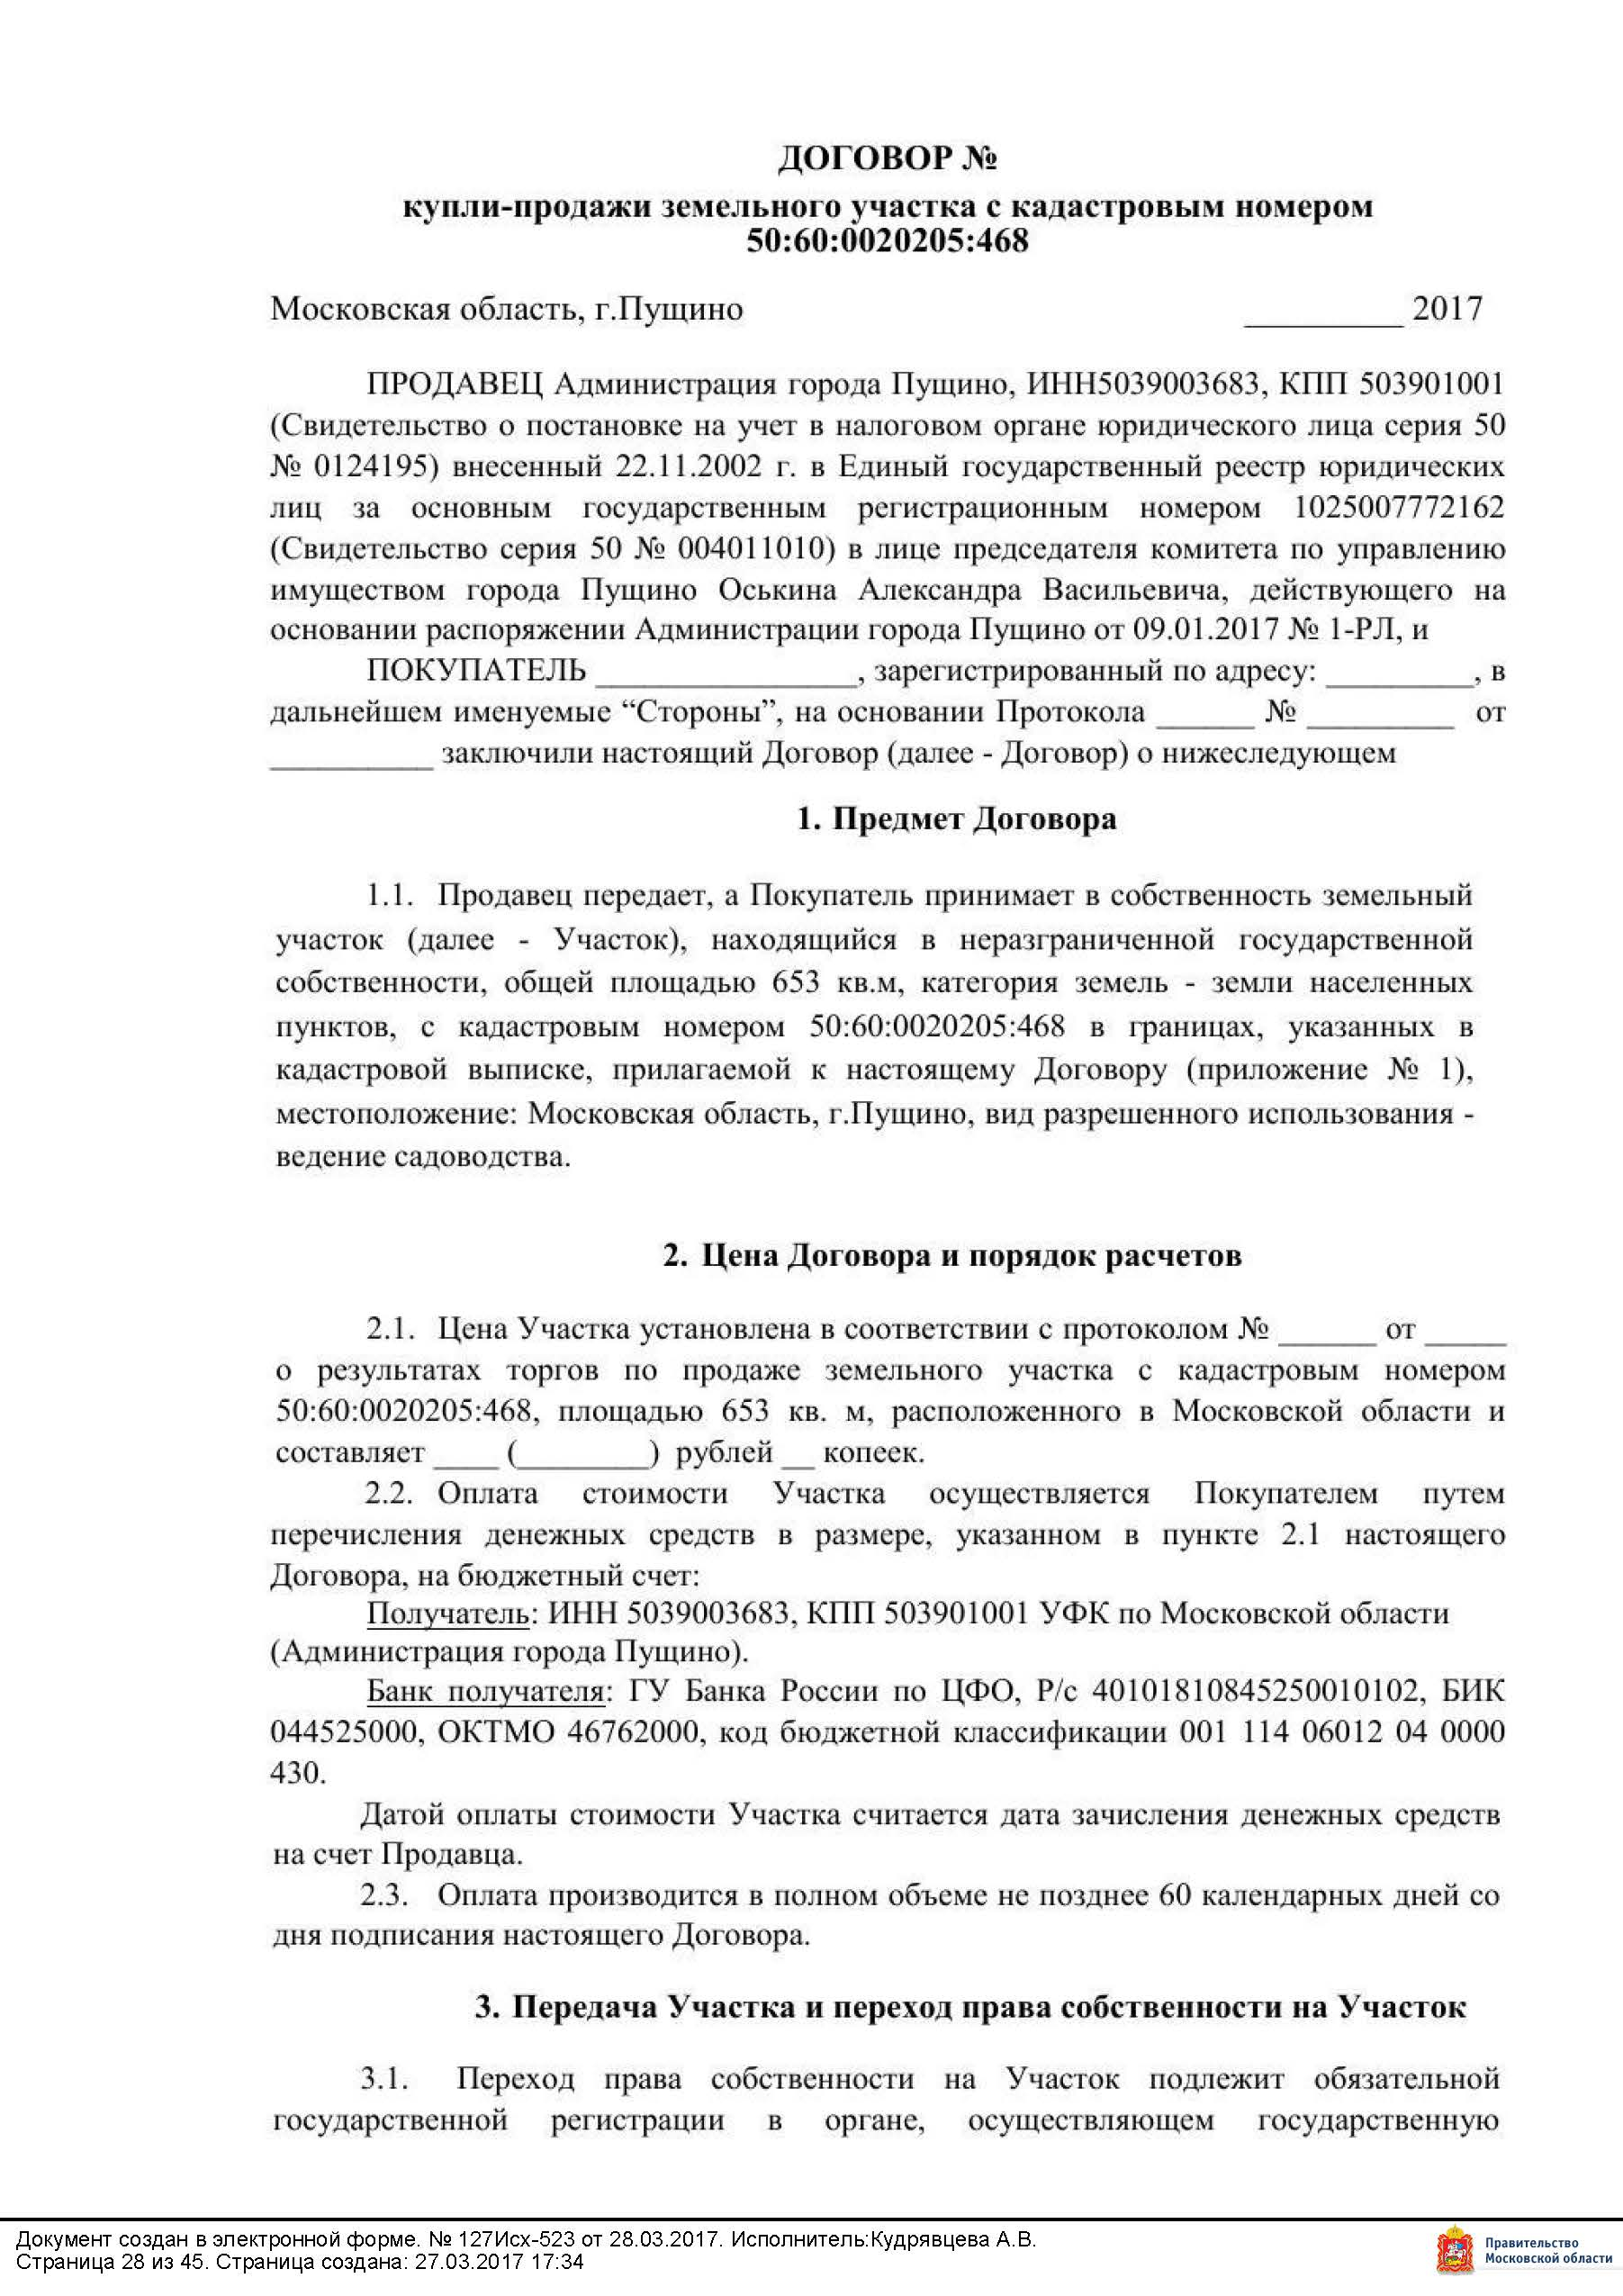 ДОГОВОР №
купли-продажи земельного участка с кадастровым номером
50:60:0020205:468
Московская область, г.Пущино __________ 2017
ПРОДАВЕЦ Администрация города Пущино, ИНН5039003683, КПП 503901001
(Свидетельство о постановке на учет в налоговом органе юридического лица серия 50
№ 0124195) внесенный 22.11.2002 г. в Единый государственный реестр юридических
лиц за основным государственным регистрационным номером 1025007772162
(Свидетельство серия 50 № 004011010) в лице председателя комитета по управлению
имуществом города Пущино Оськина Александра Васильевича, действующего на
основании распоряжении Администрации города Пущино от 09.01.2017 № 1-РЛ, и
ПОКУПАТЕЛЬ ________________, зарегистрированный по адресу: _________, в
дальнейшем именуемые “Стороны”, на основании Протокола ______ № _________ от
__________ заключили настоящий Договор (далее - Договор) о нижеследующем
1. Предмет Договора
1.1. Продавец передает, а Покупатель принимает в собственность земельный
участок (далее - Участок), находящийся в неразграниченной государственной
собственности, общей площадью 653 кв.м, категория земель - земли населенных
пунктов, с кадастровым номером 50:60:0020205:468 в границах, указанных в
кадастровой выписке, прилагаемой к настоящему Договору (приложение № 1),
местоположение: Московская область, г.Пущино, вид разрешенного использования -
ведение садоводства.
2. Цена Договора и порядок расчетов
2.1. Цена Участка установлена в соответствии с протоколом № ______ от _____
о результатах торгов по продаже земельного участка с кадастровым номером
50:60:0020205:468, площадью 653 кв. м, расположенного в Московской области и
составляет ____ (________) рублей __ копеек.
2.2. Оплата стоимости Участка осуществляется Покупателем путем
перечисления денежных средств в размере, указанном в пункте 2.1 настоящего
Договора, на бюджетный счет:
Получатель: ИНН 5039003683, КПП 503901001 УФК по Московской области
(Администрация города Пущино).
Банк получателя: ГУ Банка России по ЦФО, Р/с 40101810845250010102, БИК
044525000, ОКТМО 46762000, код бюджетной классификации 001 114 06012 04 0000
430.
Датой оплаты стоимости Участка считается дата зачисления денежных средств
на счет Продавца.
2.3. Оплата производится в полном объеме не позднее 60 календарных дней со
дня подписания настоящего Договора.
3. Передача Участка и переход права собственности на Участок
3.1. Переход права собственности на Участок подлежит обязательной
государственной регистрации в органе, осуществляющем государственную
Документ создан в электронной форме. № 127Исх-523 от 28.03.2017. Исполнитель:Кудрявцева А.В.
Страница 28 из 45. Страница создана: 27.03.2017 17:34
Правительство
Московской области